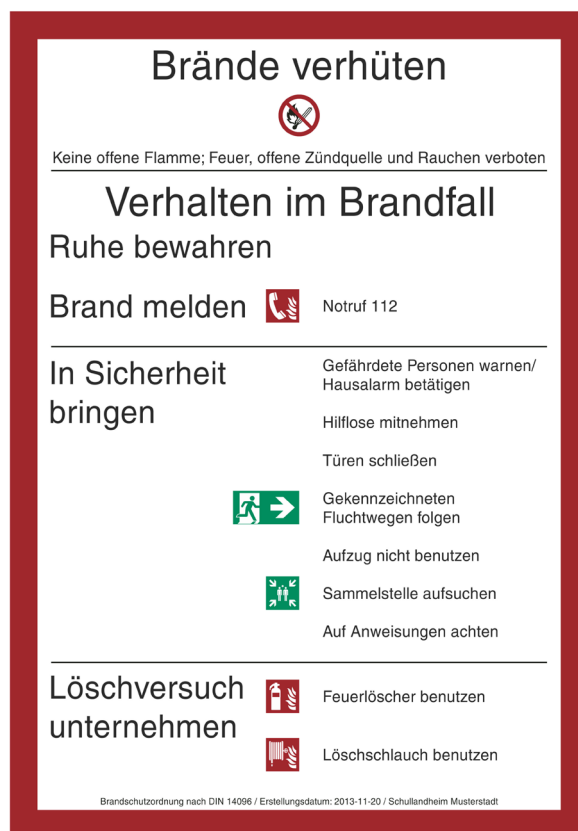 Brände verhüten
Keine offene Flamme; Feuer, offene Zündquelle und Rauchen verboten
Verhalten im Brandfall
Ruhe bewahren
Brand melden
Notruf 112
In Sicherheit
bringen
Gefährdete Personen warnen/
Hausalarm betätigen
Hilflose mitnehmen
Türen schließen
Gekennzeichneten
Fluchtwegen folgen
Aufzug nicht benutzen
Sammelstelle aufsuchen
Auf Anweisungen achten
Löschversuch
unternehmen
Feuerlöscher benutzen
Löschschlauch benutzen
Brandschutzordnung nach DIN 14096 / Erstellungsdatum: 2013-11-20 / Schullandheim Musterstadt